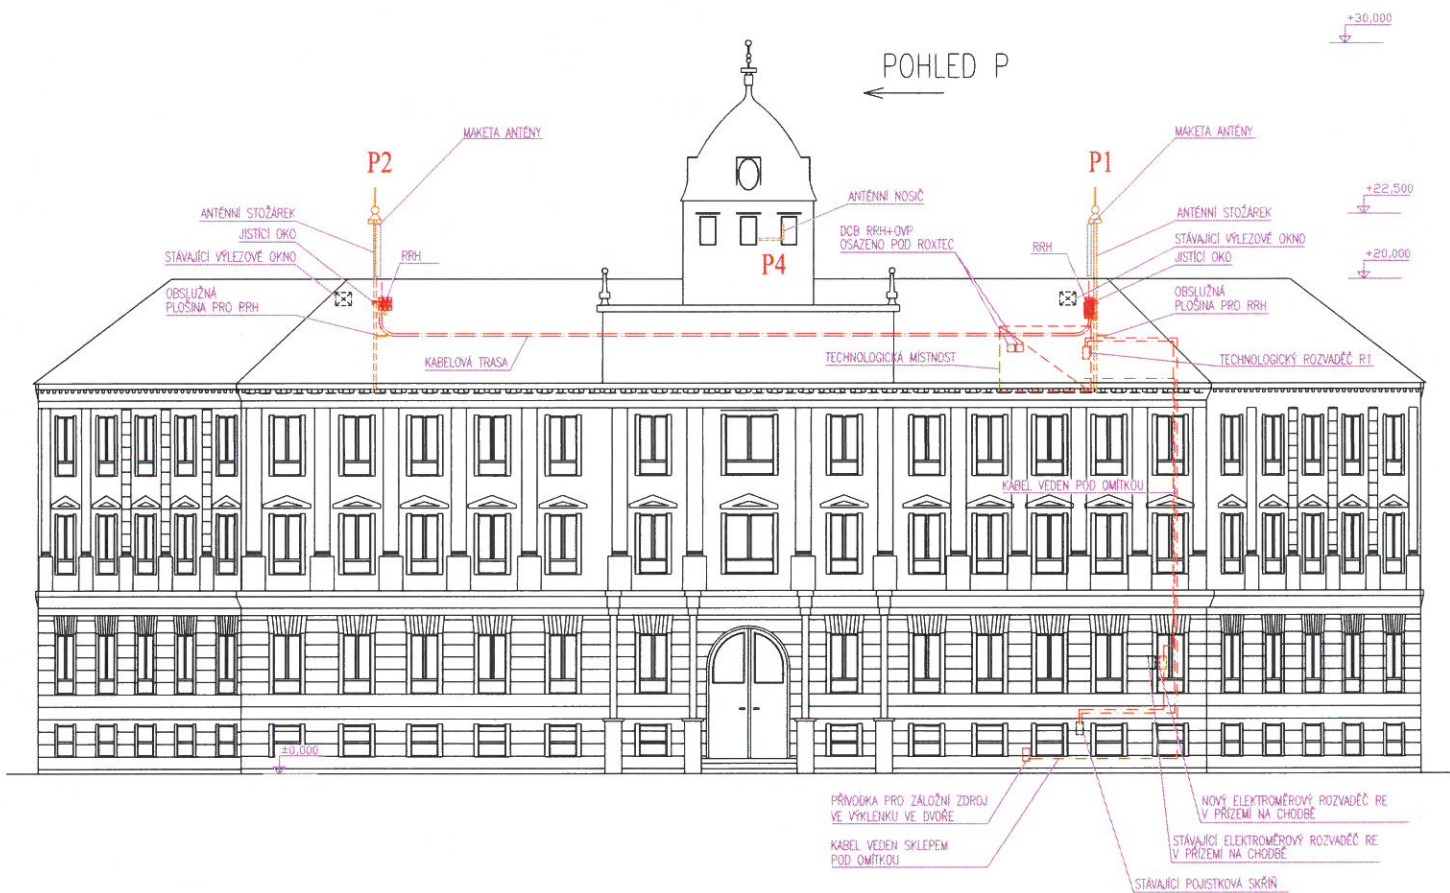 +30,000
POHLED P
MAKETA ANTÉNY
MAKETA ANTÉNY
P2
P1
+22,500
ANTÉNNÍ NOSIČ
ANTÉNNÍ STOŽÁREK
ANTÉNNÍ STOŽÁREK
JISTÍCÍ OKO
DCB RRH+OVP
OSAZENO POD ROXTEC
STÁVAJÍCÍ VÝLEZOVÉ OKNO
RRH
RRH
STÁVAJÍCÍ VÝLEZOVÉ OKNO
JISTÍCÍ OKO
+20,000
P4
OBSLUŽNÁ
PLOŠINA PRO RRH
OBSLUŽNÁ
PLOŠINA PRO RRH
KABELOVÁ TRASA
TECHNOLOGICKÁ MÍSTNOST
TECHNOLOGICKÝ ROZVADĚČ R1
KABEL VEDEN POD OMÍTKOU
±0,000
PŘÍVODKA PRO ZÁLOŽNÍ ZDROJ
VE VÝKLENKU VE DVOŘE
NOVÝ ELEKTROMĚROVÝ ROZVADĚČ RE
V PŘÍZEMÍ NA CHODBĚ
KABEL VEDEN SKLEPEM
POD OMÍTKOU
STÁVAJÍCÍ ELEKTROMĚROVÝ ROZVADĚČ RE
V PŘÍZEMÍ NA CHODBĚ
STÁVAJÍCÍ POJISTKOVÁ SKŘÍŇ